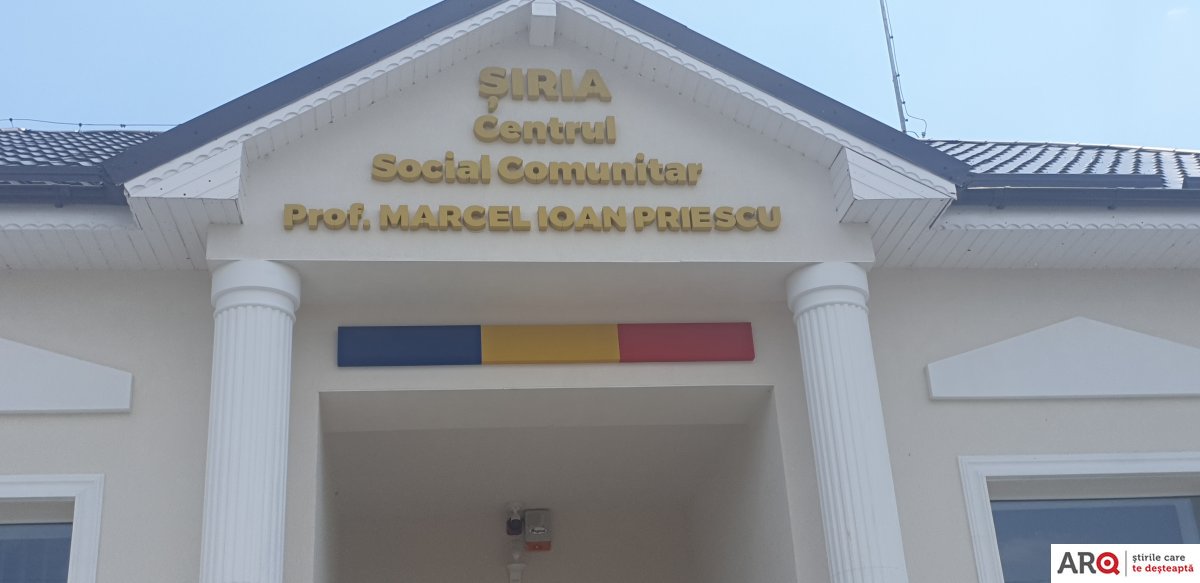 ȘIRIA
Centrul
Social Comunitar
Prof. MARCEL IOAN PRIESCU
ARQ
știrile care
te deșteaptă